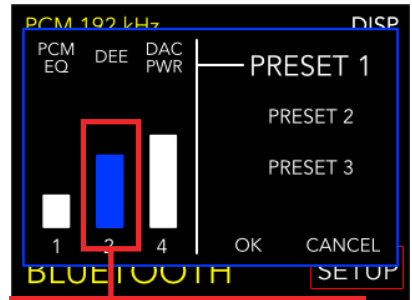 PCM 192 kHz DISP
PCM EQ DEE DAC PWR
PRESET 1
PRESET 2
PRESET 3
1 2 4
OK CANCEL
BLUETOOTH SETUP